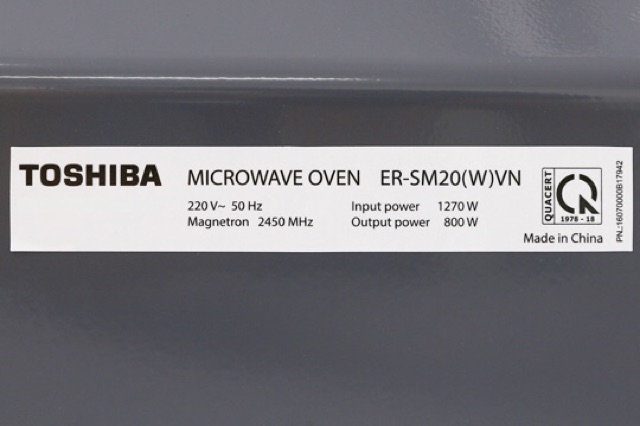 TOSHIBA MICROWAVE OVEN ER-SM20(W)VN
220 V~ 50 Hz Input power 1270 W
Magnetron 2450 MHz Output power 800 W
QUACERT
1978 - 18
Made in China
PN.:16070000B17942